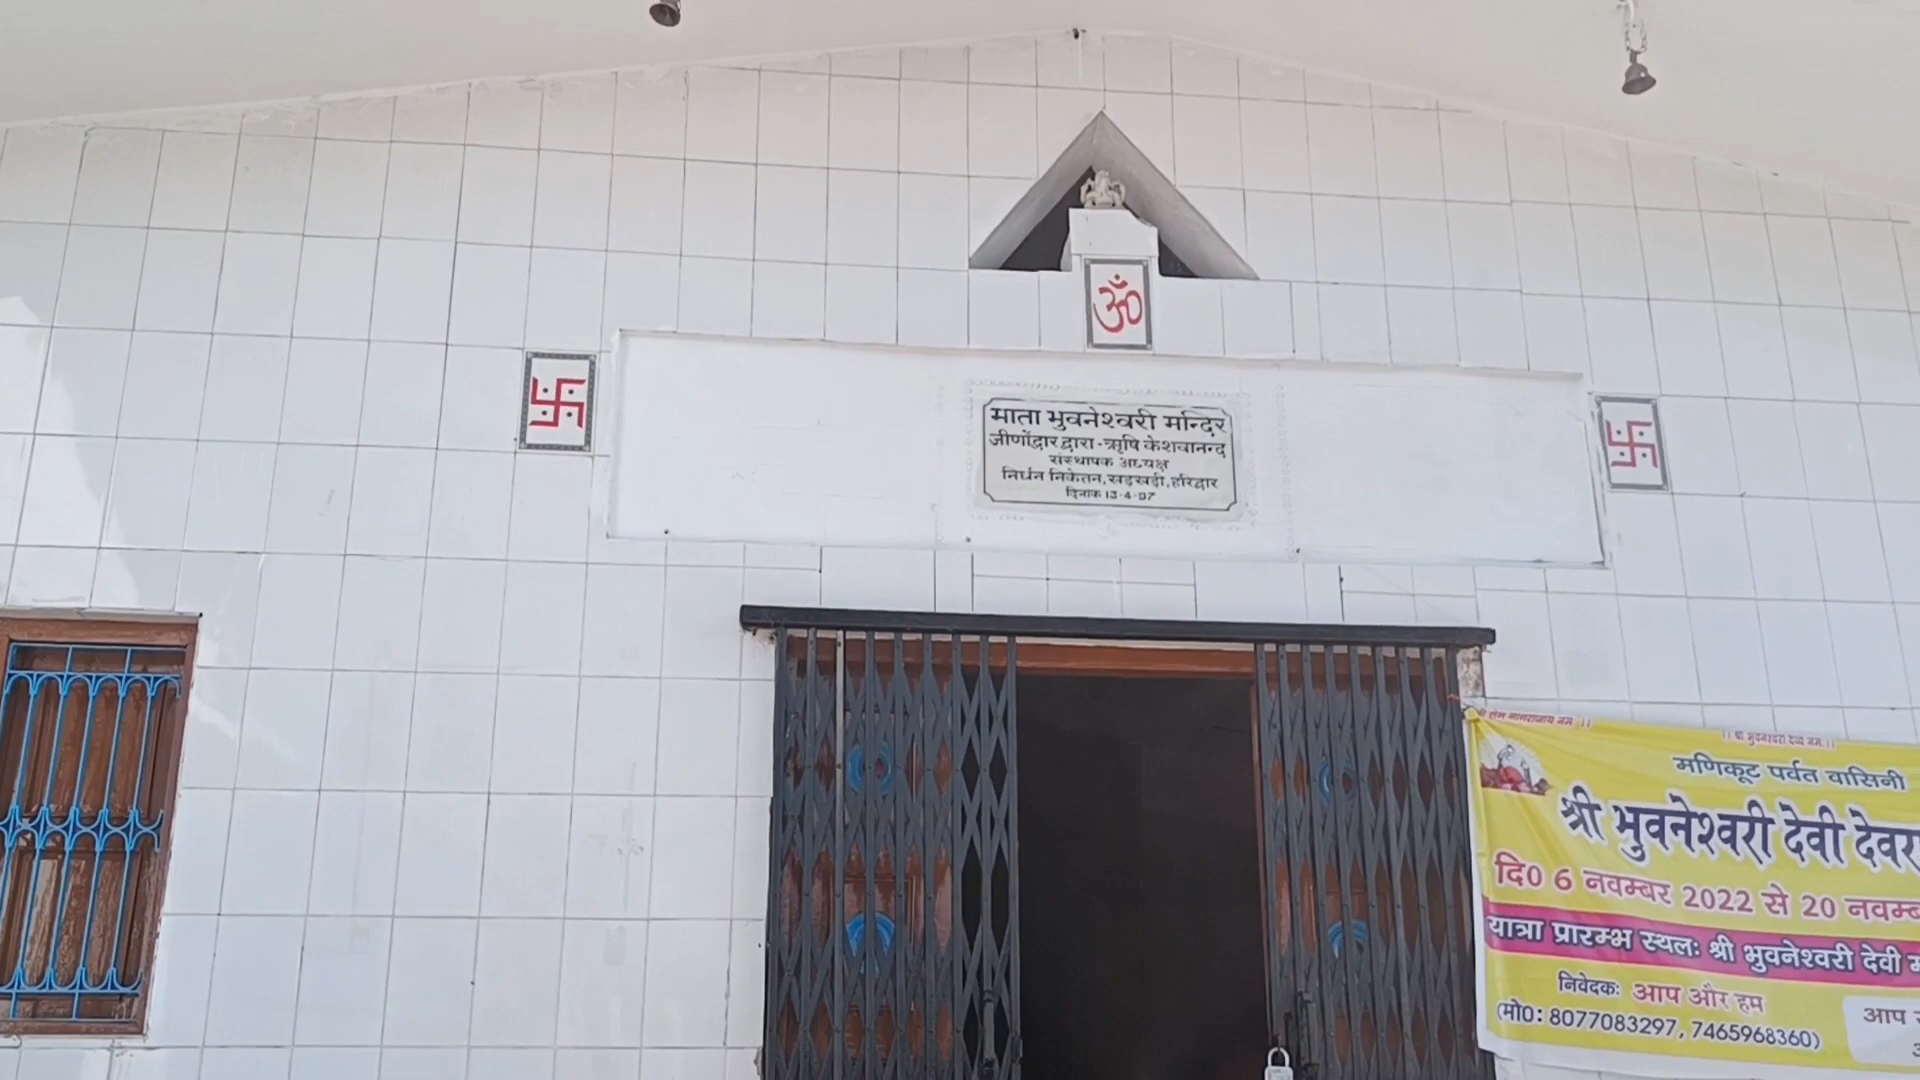 ॐ
माता भुवनेश्वरी मन्दिर
जीर्णोद्वार द्वारा - ऋषि केशवानन्द
संस्थापक अध्यक्ष
निर्धन निकेतन, खड़खड़ी, हरिद्वार
दिनांक 13-4-97
।। श्री भुवनेश्वरी देव्यै नमः ।।
मणिकूट पर्वत वासिनी
श्री भुवनेश्वरी देवी
दि0 6 नवम्बर 2022 से 20
यात्रा प्रारम्भ स्थलः श्री भुवनेश्वरी देवी
निवेदकः आप और हम
(मो0: 8077083297, 7465968360)
आप